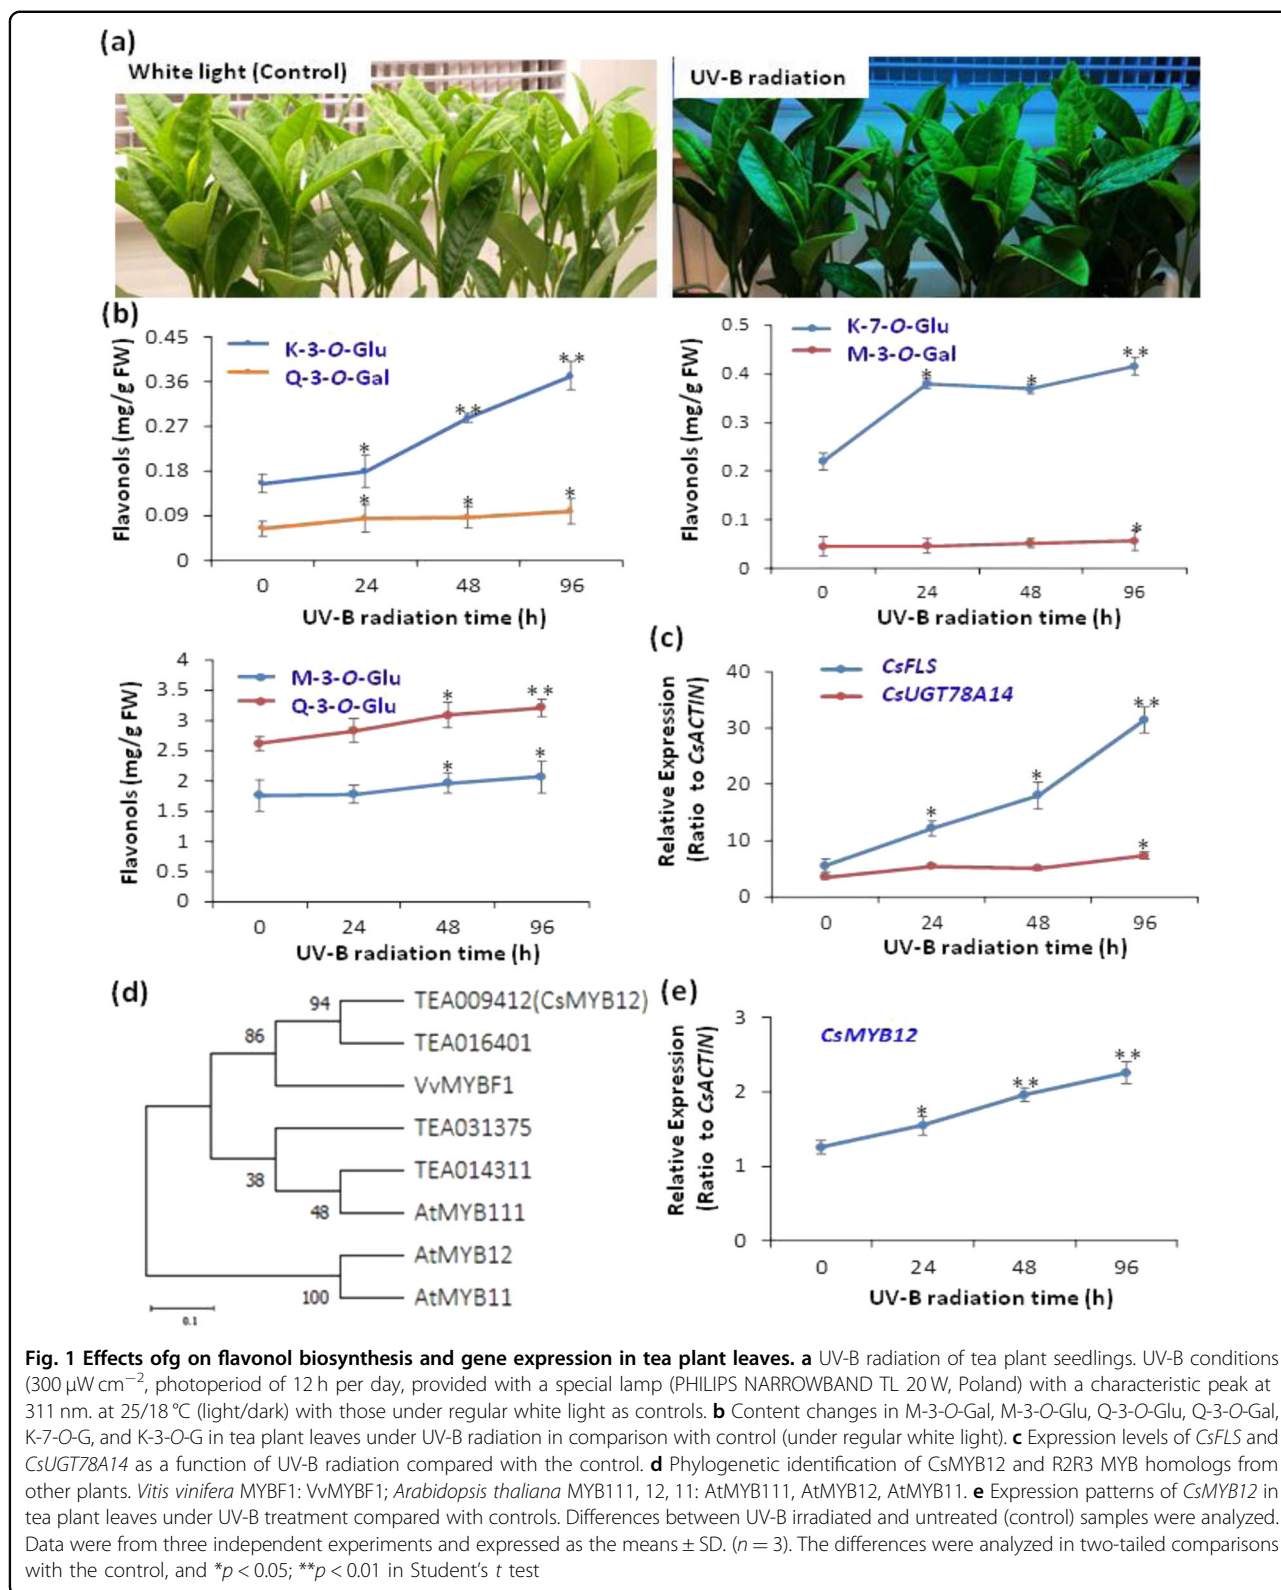 (a)
White light (Control)
UV-B radiation
(b)
Flavonols (mg/g FW)
0.45
0.36
0.27
0.18
0.09
0
K-3-O-Glu
Q-3-O-Gal
*
**
**
*
*
*
0
24
48
96
UV-B radiation time (h)
Flavonols (mg/g FW)
0.5
0.4
0.3
0.2
0.1
0
K-7-O-Glu
M-3-O-Gal
*
*
**
*
0
24
48
96
UV-B radiation time (h)
Flavonols (mg/g FW)
4
3.5
3
2.5
2
1.5
1
0.5
0
M-3-O-Glu
Q-3-O-Glu
*
**
*
*
0
24
48
96
UV-B radiation time (h)
(c)
Relative Expression
(Ratio to CsACTIN)
40
30
20
10
0
CsFLS
CsUGT78A14
*
*
**
*
0
24
48
96
UV-B radiation time (h)
(d)
94
86
38
48
100
TEA009412(CsMYB12)
TEA016401
VvMYBF1
TEA031375
TEA014311
AtMYB111
AtMYB12
AtMYB11
0.1
(e)
Relative Expression
(Ratio to CsACTIN)
3
2
1
0
CsMYB12
*
**
**
0
24
48
96
UV-B radiation time (h)
Fig. 1 Effects ofg on flavonol biosynthesis and gene expression in tea plant leaves. a UV-B radiation of tea plant seedlings. UV-B conditions
(300 µW cm−2, photoperiod of 12 h per day, provided with a special lamp (PHILIPS NARROWBAND TL 20 W, Poland) with a characteristic peak at
311 nm. at 25/18 °C (light/dark) with those under regular white light as controls. b Content changes in M-3-O-Gal, M-3-O-Glu, Q-3-O-Glu, Q-3-O-Gal,
K-7-O-G, and K-3-O-G in tea plant leaves under UV-B radiation in comparison with control (under regular white light). c Expression levels of CsFLS and
CsUGT78A14 as a function of UV-B radiation compared with the control. d Phylogenetic identification of CsMYB12 and R2R3 MYB homologs from
other plants. Vitis vinifera MYBF1: VvMYBF1; Arabidopsis thaliana MYB111, 12, 11: AtMYB111, AtMYB12, AtMYB11. e Expression patterns of CsMYB12 in
tea plant leaves under UV-B treatment compared with controls. Differences between UV-B irradiated and untreated (control) samples were analyzed.
Data were from three independent experiments and expressed as the means ± SD. (n = 3). The differences were analyzed in two-tailed comparisons
with the control, and *p < 0.05; **p < 0.01 in Student's t test